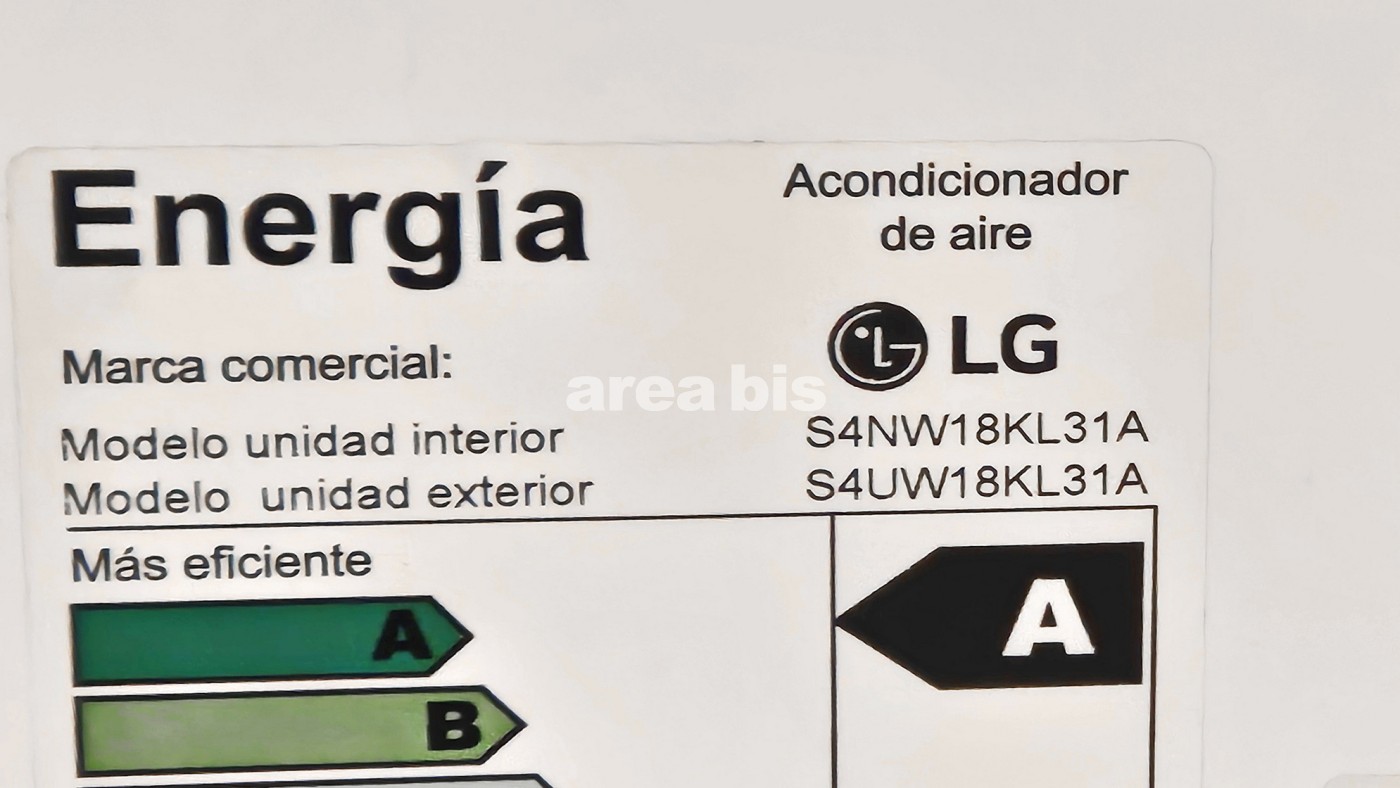 Energía
Acondicionador
de aire
Marca comercial:
LG
area bis
Modelo unidad interior S4NW18KL31A
Modelo unidad exterior S4UW18KL31A
Más eficiente
A
A
B